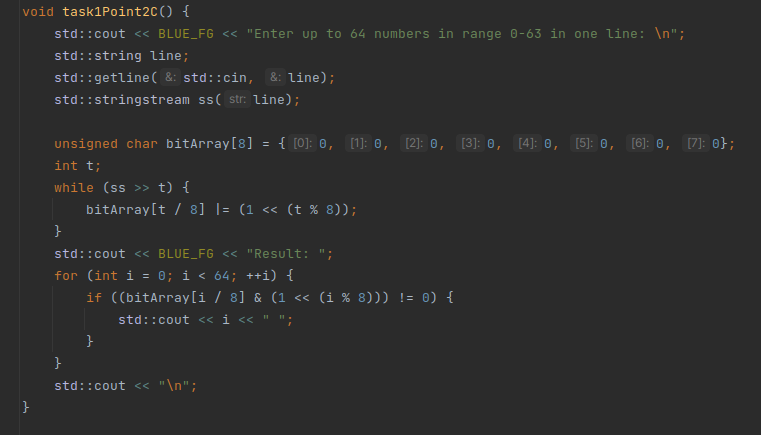 void task1Point2C() {
    std::cout << BLUE_FG << "Enter up to 64 numbers in range 0-63 in one line: \n";
    std::string line;
    std::getline( &: std::cin,  &: line);
    std::stringstream ss( str: line);
    unsigned char bitArray[8] = { [0]: 0,  [1]: 0,  [2]: 0,  [3]: 0,  [4]: 0,  [5]: 0,  [6]: 0,  [7]: 0};
    int t;
    while (ss >> t) {
        bitArray[t / 8] |= (1 << (t % 8));
    }
    std::cout << BLUE_FG << "Result: ";
    for (int i = 0; i < 64; ++i) {
        if ((bitArray[i / 8] & (1 << (i % 8))) != 0) {
            std::cout << i << " ";
        }
    }
    std::cout << "\n";
}